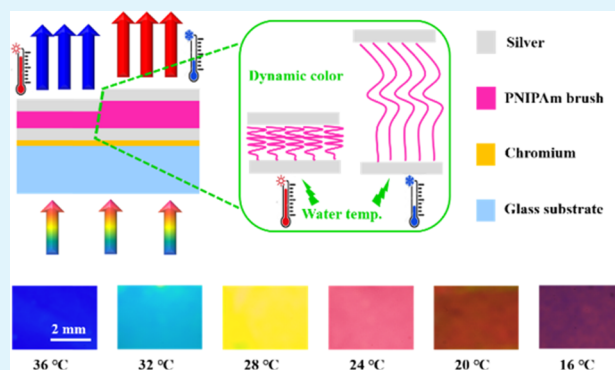 Dynamic color
Water temp.
Silver
PNIPAm brush
Chromium
Glass substrate
2 mm
36 °C
32 °C
28 °C
24 °C
20 °C
16 °C